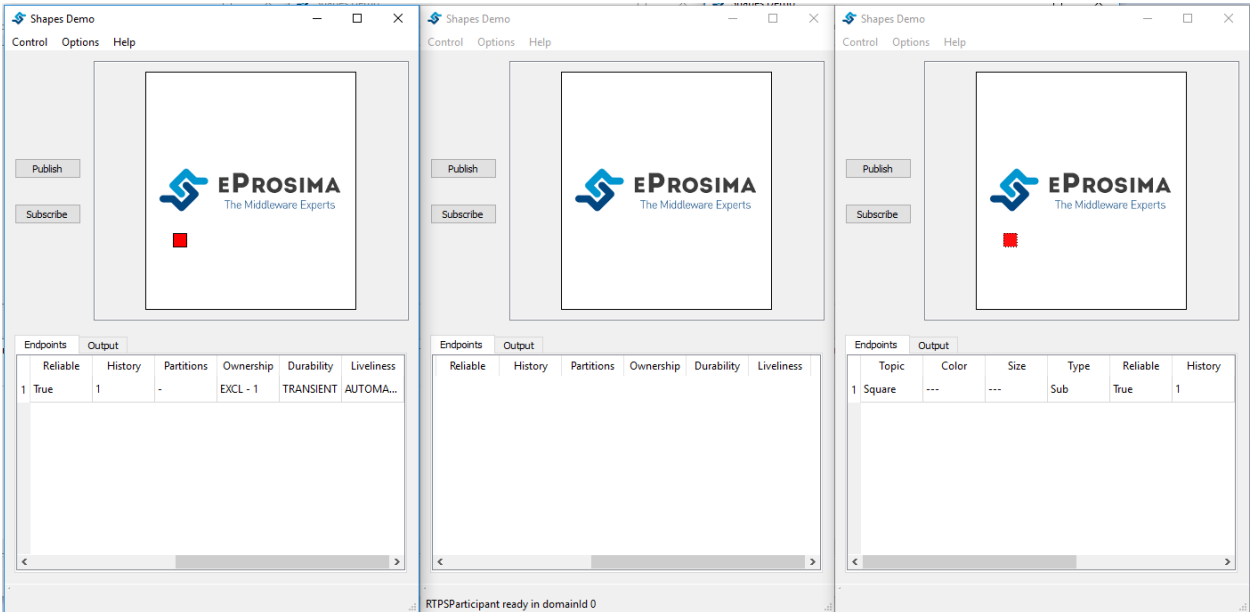 Shapes Demo
Control Options Help
Publish
Subscribe
EPROSIMA
The Middleware Experts
Endpoints Output
Reliable History Partitions Ownership Durability Liveliness
1 True 1 - EXCL - 1 TRANSIENT AUTOMA...
Shapes Demo
Control Options Help
Publish
Subscribe
EPROSIMA
The Middleware Experts
Endpoints Output
Reliable History Partitions Ownership Durability Liveliness
RTPSParticipant ready in domainId 0
Shapes Demo
Control Options Help
Publish
Subscribe
EPROSIMA
The Middleware Experts
Endpoints Output
Topic Color Size Type Reliable History
1 Square --- --- Sub True 1